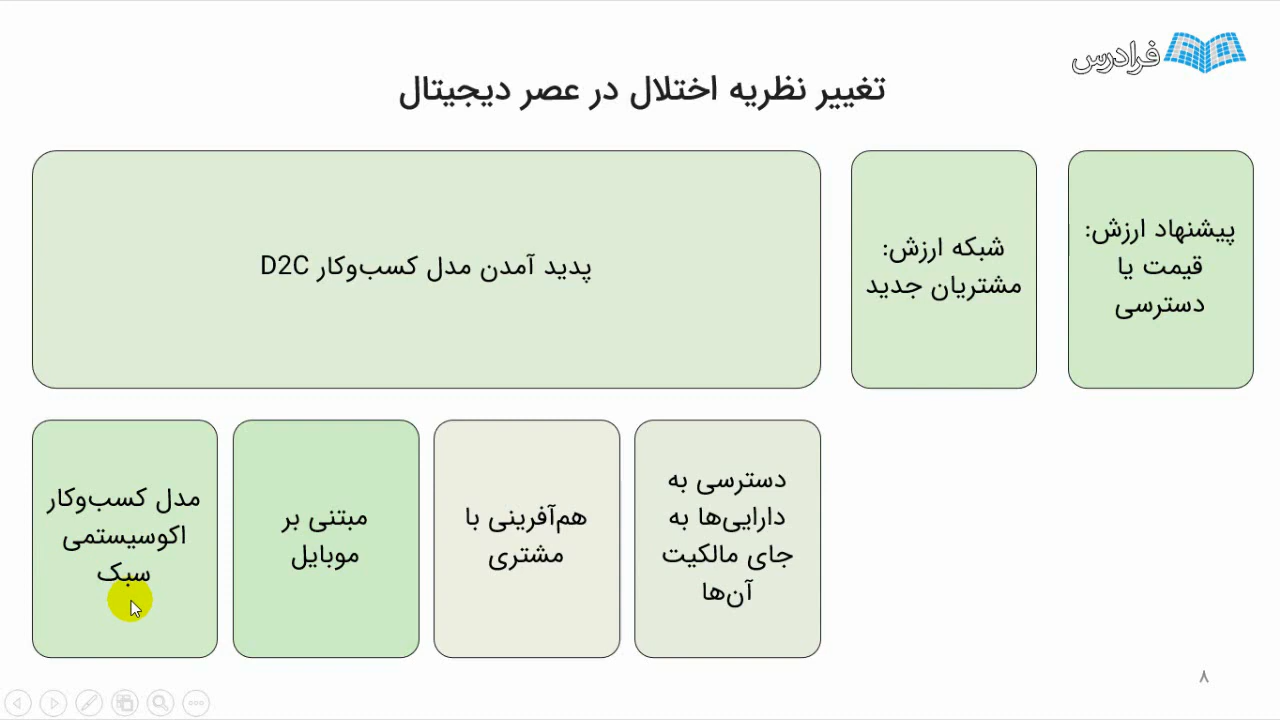 فرادرس
تغییر نظریه اختلال در عصر دیجیتال
پیشنهاد ارزش:
قیمت یا
دسترسی
شبکه ارزش:
مشتریان جدید
پدید آمدن مدل کسب‌وکار D2C
دسترسی به
دارایی‌ها به
جای مالکیت
آن‌ها
هم‌آفرینی با
مشتری
مبتنی بر
موبایل
مدل کسب‌وکار
اکوسیستمی
سبک
۸